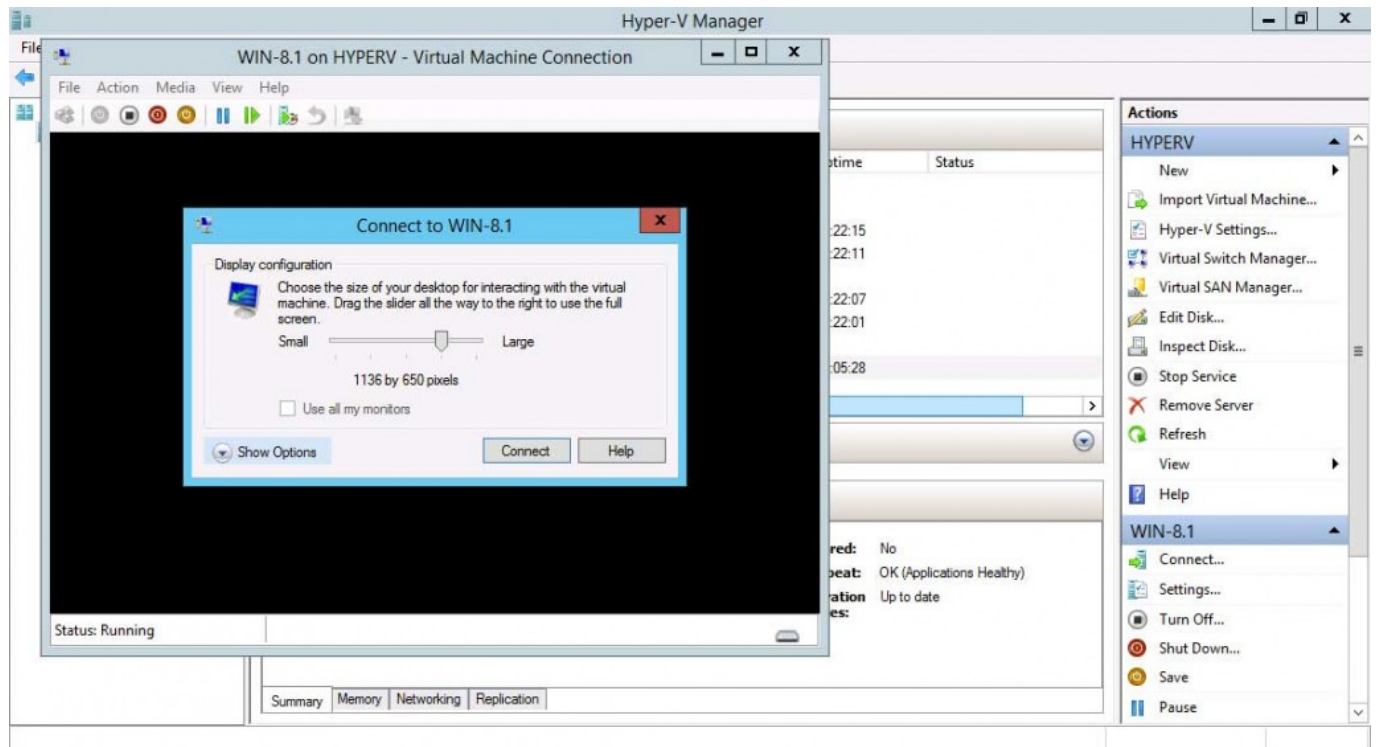 Hyper-V Manager
File
WIN-8.1 on HYPERV - Virtual Machine Connection
File Action Media View Help
Connect to WIN-8.1
Display configuration
Choose the size of your desktop for interacting with the virtual
machine. Drag the slider all the way to the right to use the full
screen.
Small Large
1136 by 650 pixels
Use all my monitors
Show Options Connect Help
Status: Running
ptime Status
:22:15
:22:11
:22:07
:22:01
:05:28
red: No
beat: OK (Applications Healthy)
ration Up to date
es:
Summary Memory Networking Replication
Actions
HYPERV
New
Import Virtual Machine...
Hyper-V Settings...
Virtual Switch Manager...
Virtual SAN Manager...
Edit Disk...
Inspect Disk...
Stop Service
Remove Server
Refresh
View
Help
WIN-8.1
Connect...
Settings...
Turn Off...
Shut Down...
Save
Pause